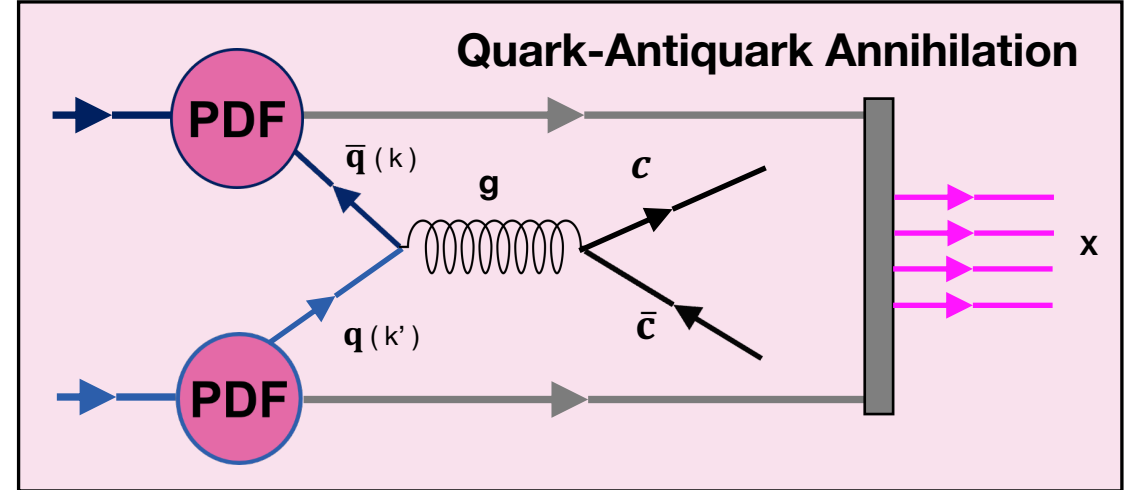 Quark-Antiquark Annihilation
PDF
q̅ (k)
g
c
X
c̅
q (k’)
PDF